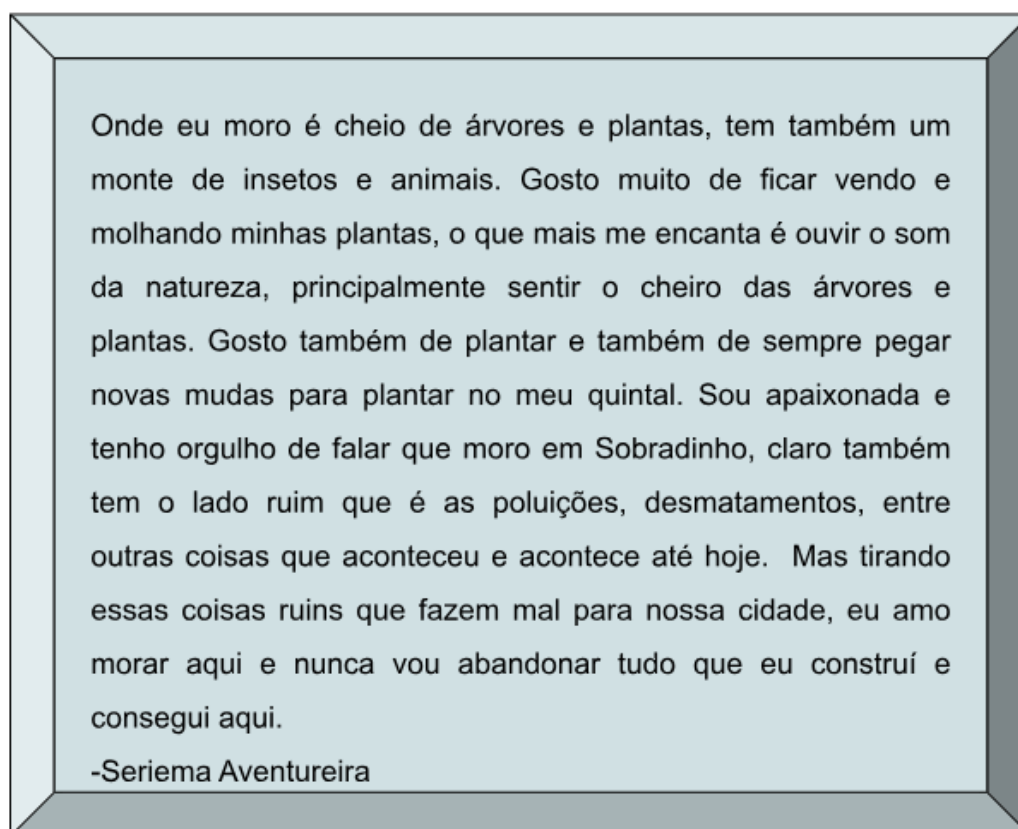 Onde eu moro é cheio de árvores e plantas, tem também um
monte de insetos e animais. Gosto muito de ficar vendo e
molhando minhas plantas, o que mais me encanta é ouvir o som
da natureza, principalmente sentir o cheiro das árvores e
plantas. Gosto também de plantar e também de sempre pegar
novas mudas para plantar no meu quintal. Sou apaixonada e
tenho orgulho de falar que moro em Sobradinho, claro também
tem o lado ruim que é as poluições, desmatamentos, entre
outras coisas que aconteceu e acontece até hoje.  Mas tirando
essas coisas ruins que fazem mal para nossa cidade, eu amo
morar aqui e nunca vou abandonar tudo que eu construí e
consegui aqui.
-Seriema Aventureira